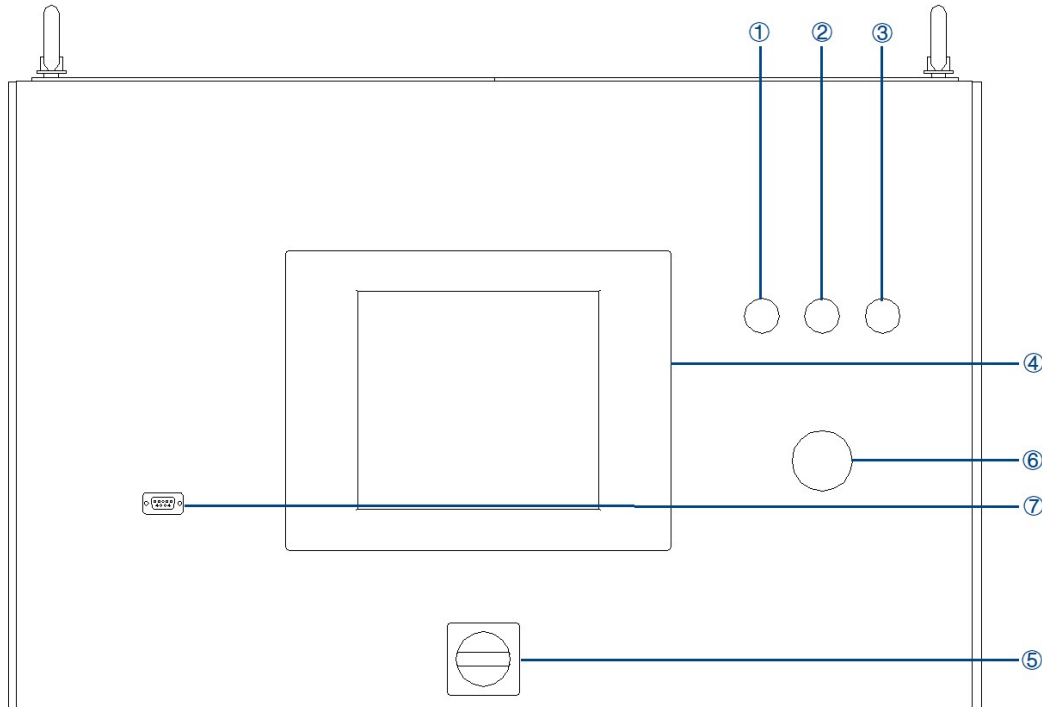 ① ② ③
④
⑥
⑦
⑤